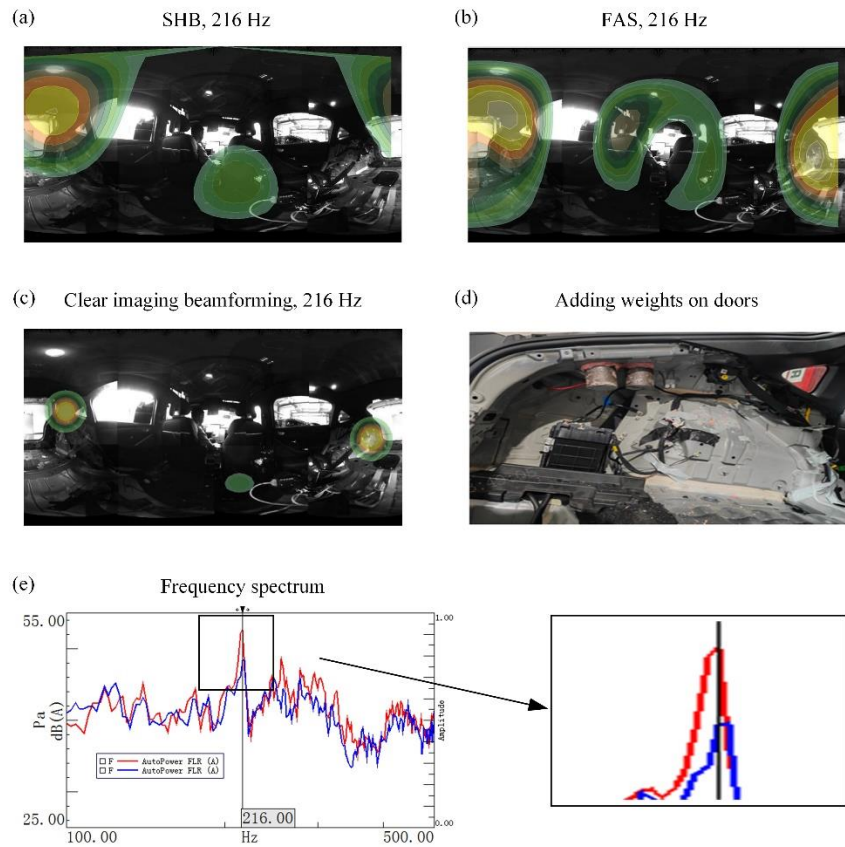 (a)
SHB, 216 Hz
(b)
FAS, 216 Hz
(c)
Clear imaging beamforming, 216 Hz
(d)
Adding weights on doors
(e)
Frequency spectrum
55.00
1.00
Pa
dB(A)
Amplitude
F AutoPower FLR (A)
F AutoPower FLR (A)
25.00
216.00
0.00
100.00
Hz
500.00